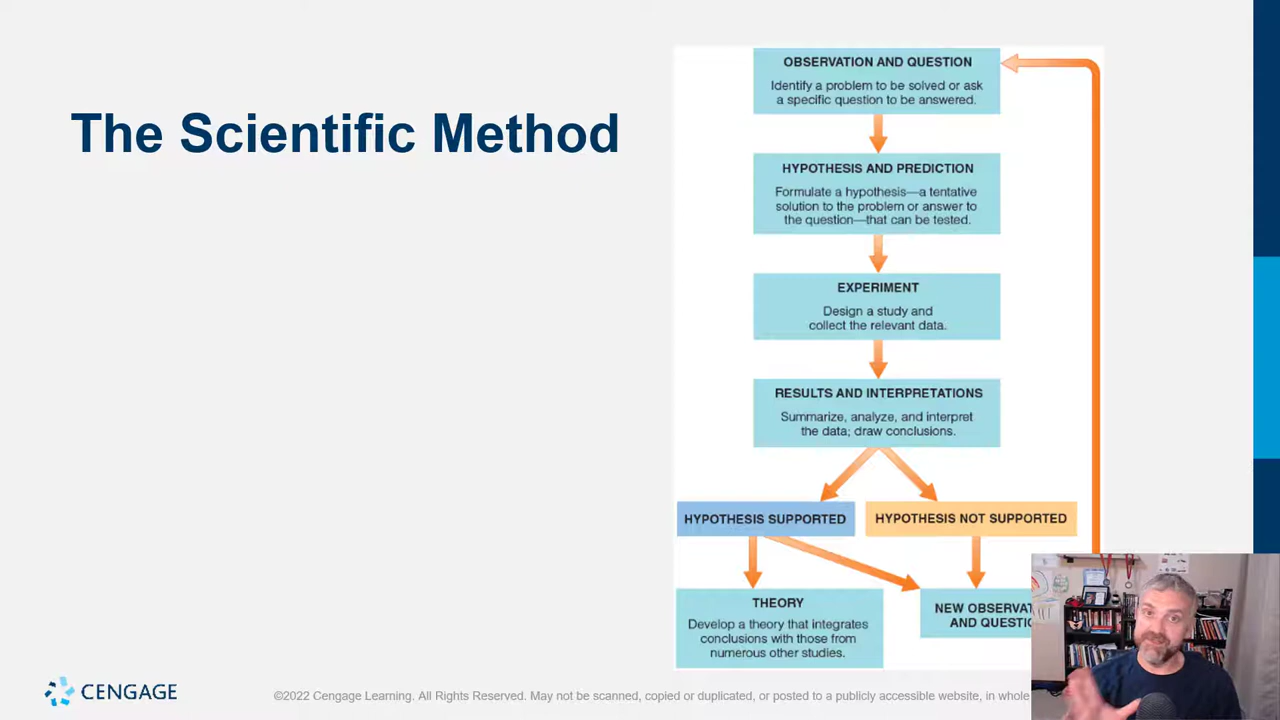 The Scientific Method
OBSERVATION AND QUESTION
Identify a problem to be solved or ask
a specific question to be answered.
HYPOTHESIS AND PREDICTION
Formulate a hypothesis—a tentative
solution to the problem or answer to
the question—that can be tested.
EXPERIMENT
Design a study and
collect the relevant data.
RESULTS AND INTERPRETATIONS
Summarize, analyze, and interpret
the data; draw conclusions.
HYPOTHESIS SUPPORTED
HYPOTHESIS NOT SUPPORTED
THEORY
Develop a theory that integrates
conclusions with those from
numerous other studies.
NEW
AND
CENGAGE
©2022 Cengage Learning. All Rights Reserved. May not be scanned, copied or duplicated, or posted to a publicly accessible website, in whole